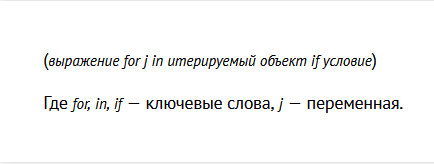 (выражение for j in итерируемый объект if условие)
Где for, in, if — ключевые слова, j — переменная.